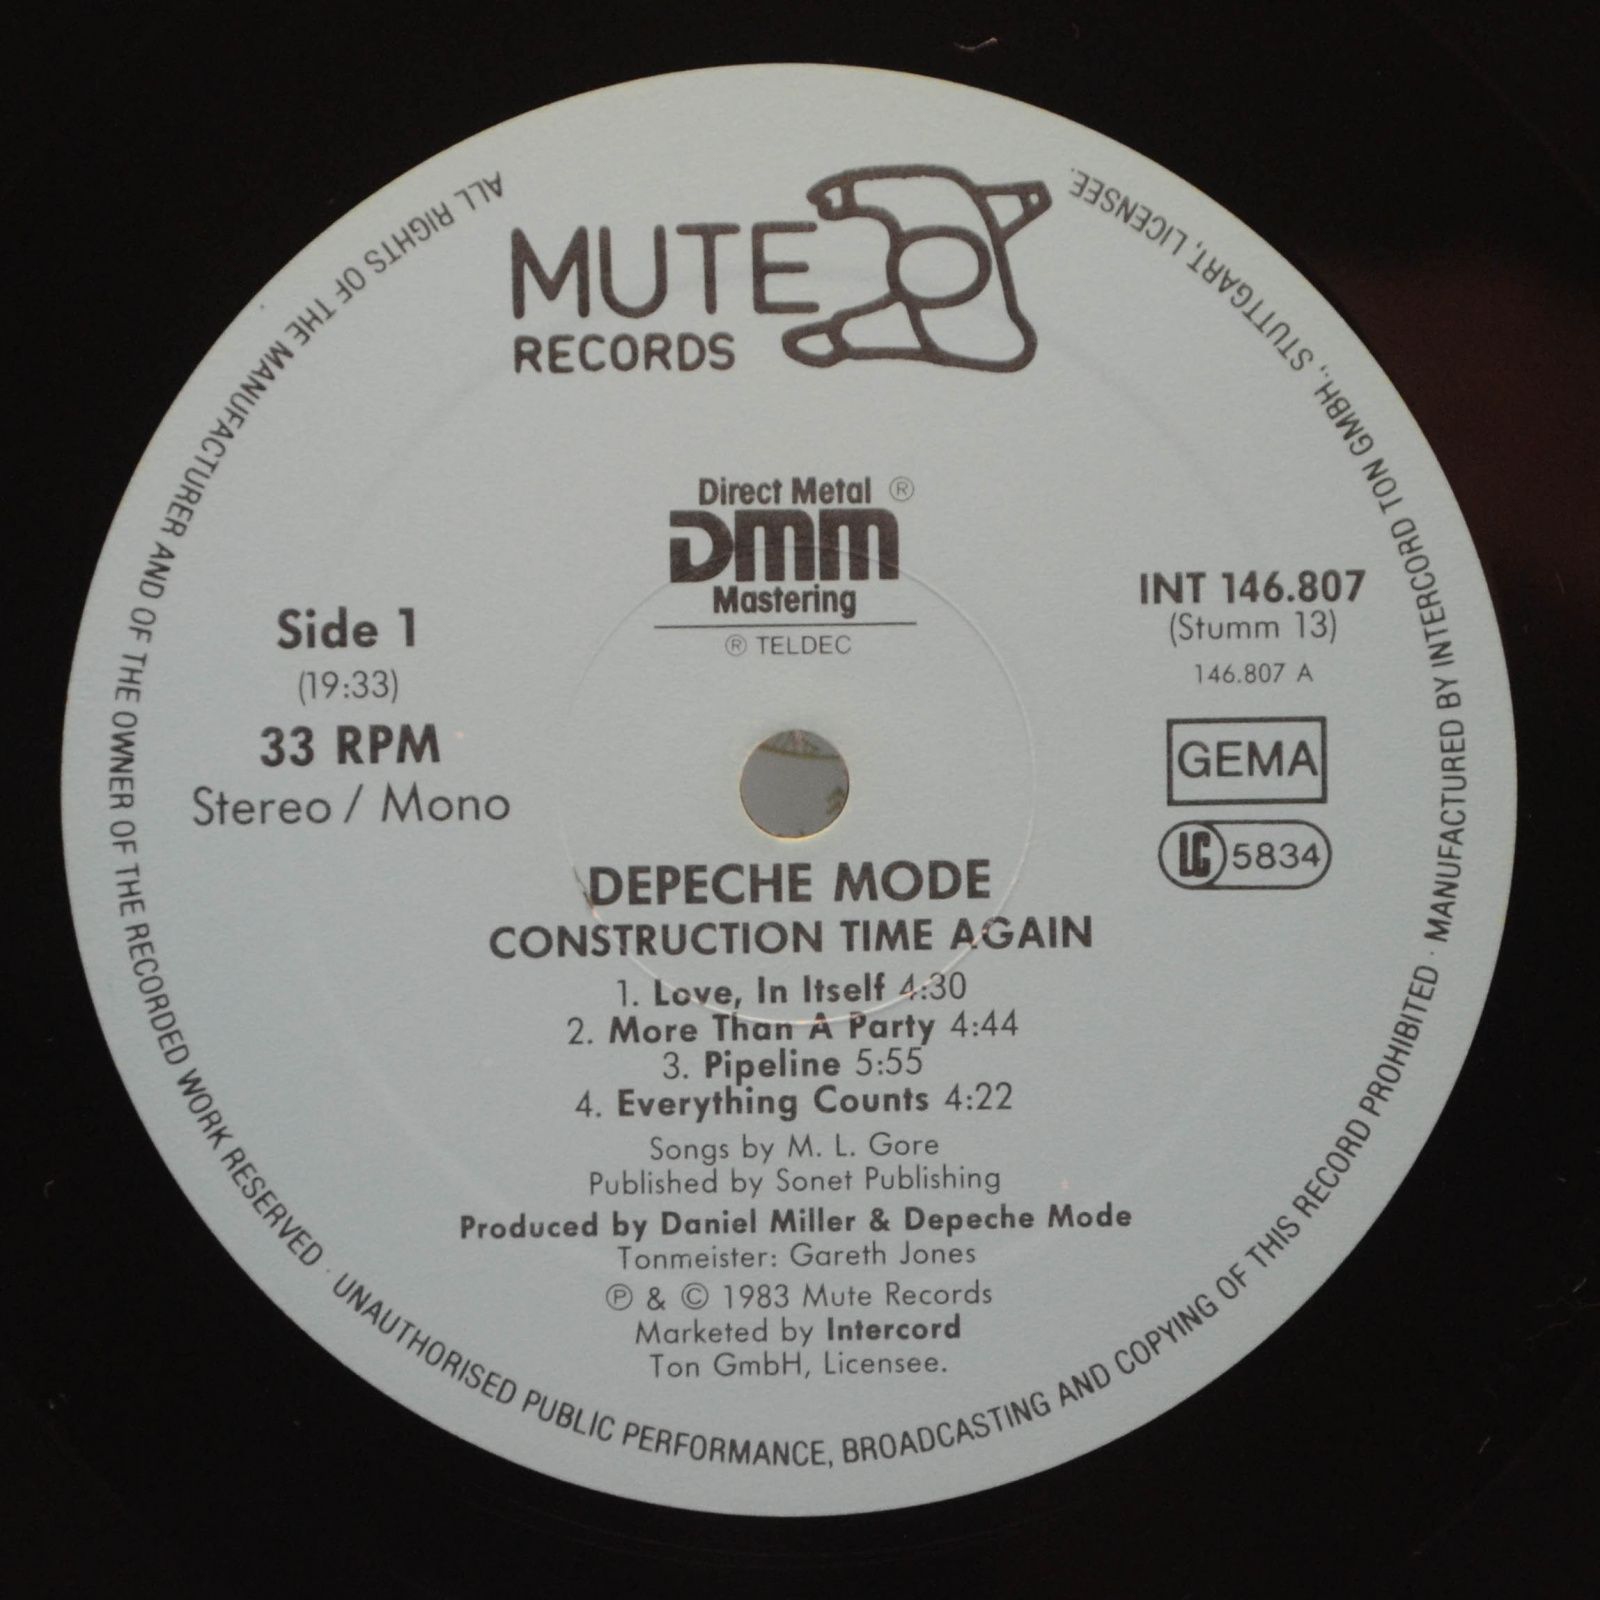 MUTE
RECORDS
Direct Metal ®
DMM
Mastering
® TELDEC
Side 1
(19:33)
33 RPM
Stereo / Mono
INT 146.807
(Stumm 13)
146.807 A
GEMA
LC 5834
DEPECHE MODE
CONSTRUCTION TIME AGAIN
1. Love, In Itself 4:30
2. More Than A Party 4:44
3. Pipeline 5:55
4. Everything Counts 4:22
Songs by M. L. Gore
Published by Sonet Publishing
Produced by Daniel Miller & Depeche Mode
Tonmeister: Gareth Jones
℗ & © 1983 Mute Records
Marketed by Intercord
Ton GmbH, Licensee.
ALL RIGHTS OF THE MANUFACTURER AND OF THE OWNER OF THE RECORDED WORK RESERVED · UNAUTHORISED PUBLIC PERFORMANCE, BROADCASTING AND COPYING OF THIS RECORD PROHIBITED · MANUFACTURED BY INTERCORD TON GMBH., STUTTGART, LICENSEE.